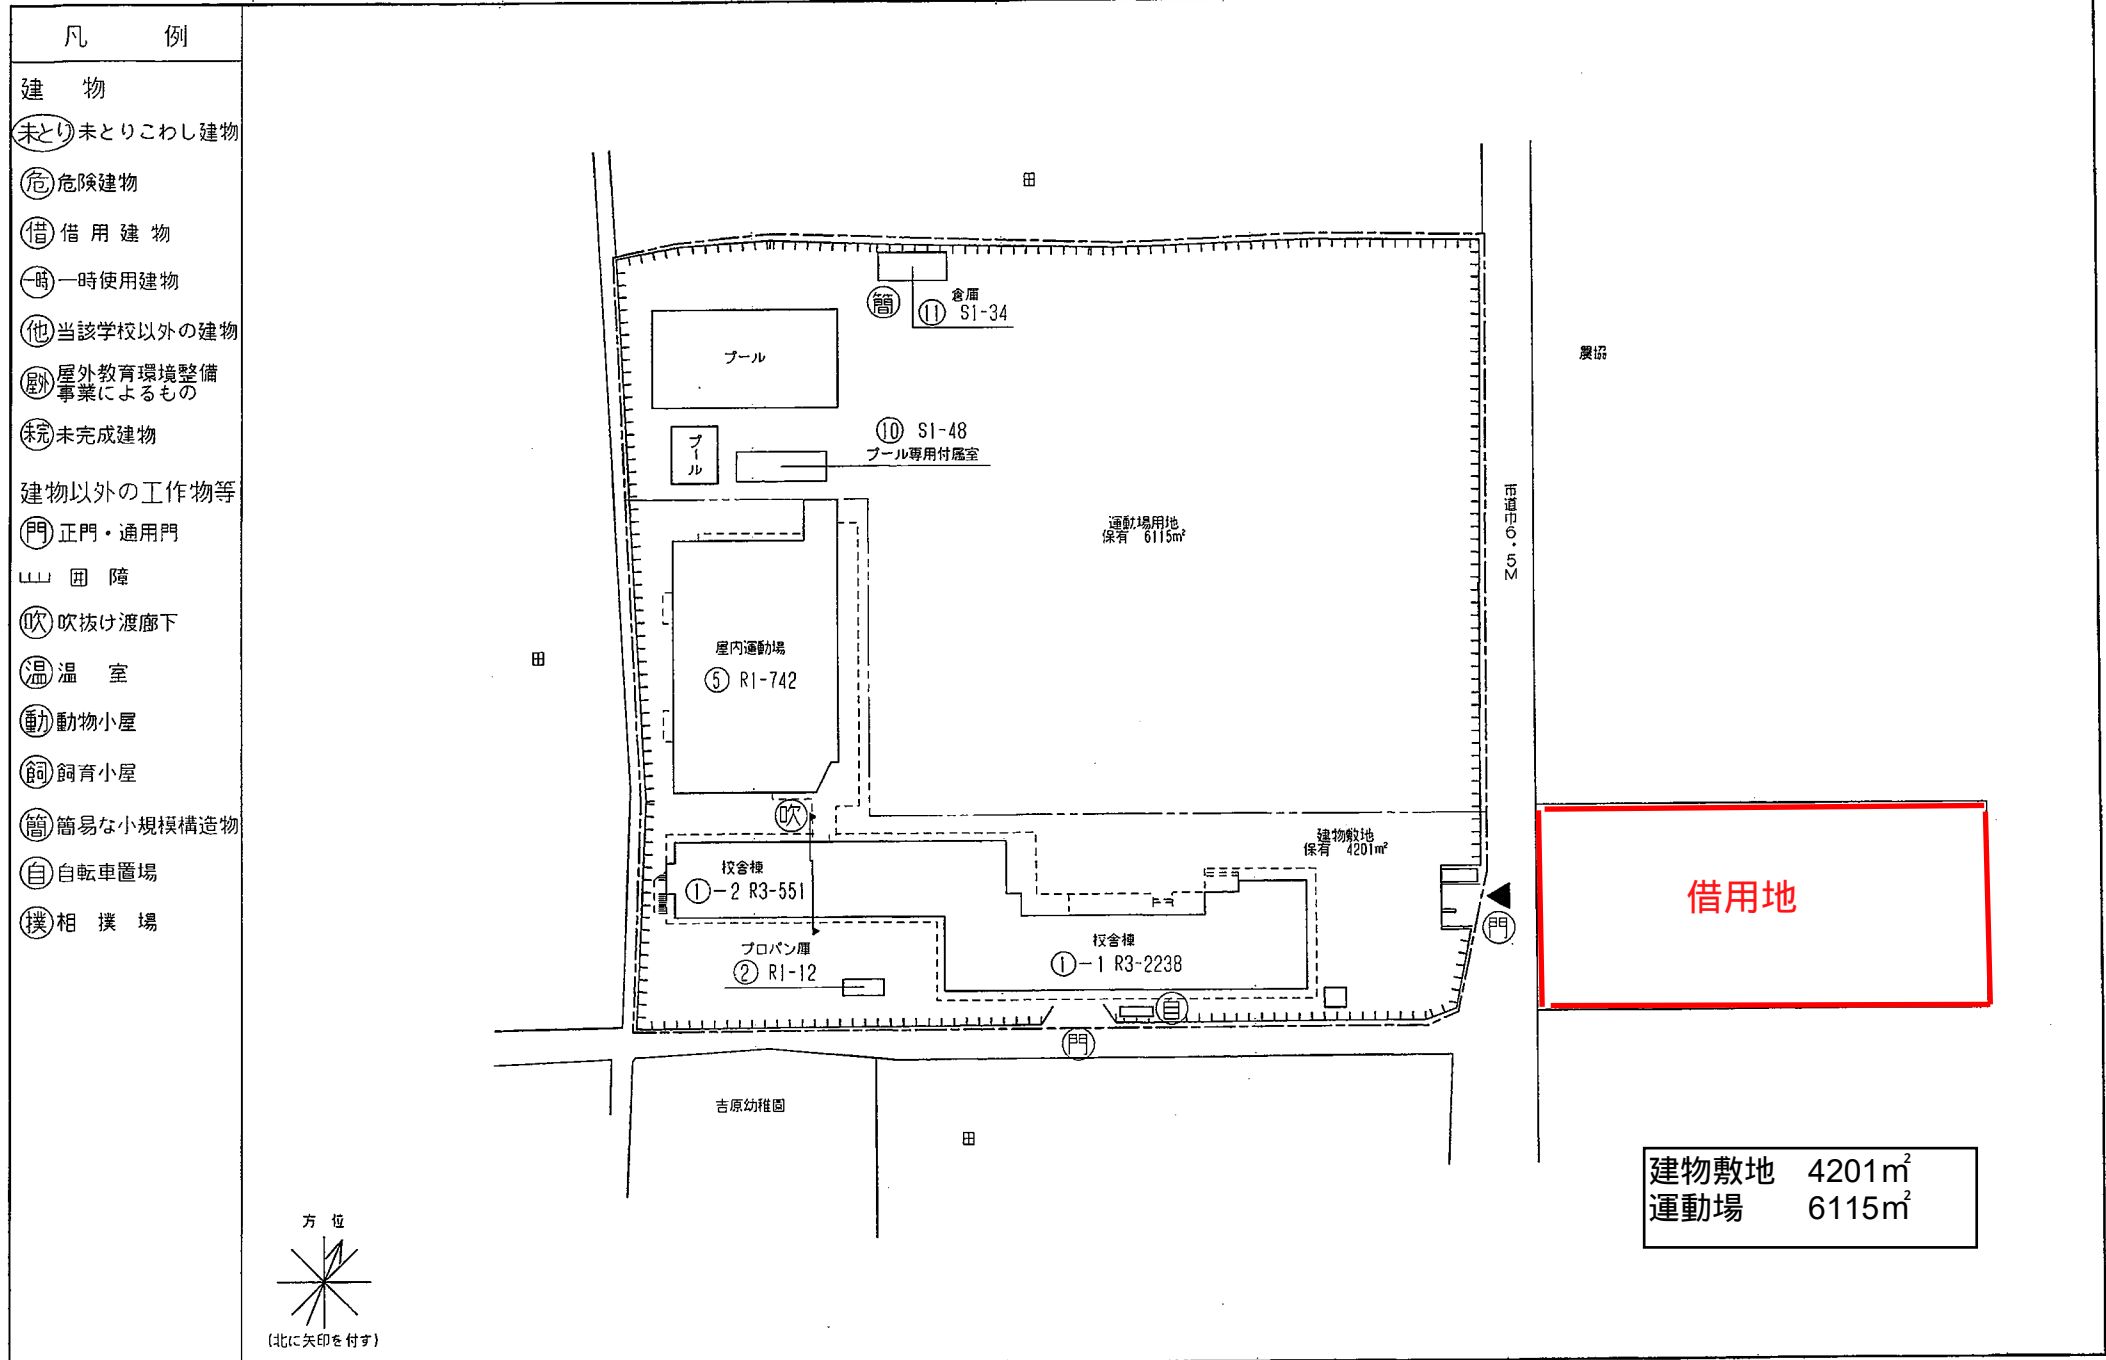 凡 例
建 物
未とり 未とりこわし建物
危 危険建物
借 借用建物
一時 一時使用建物
他 当該学校以外の建物
屋外 屋外教育環境整備
事業によるもの
未完 未完成建物
建物以外の工作物等
門 正門・通用門
囲 障
吹 吹抜け渡廊下
温 温 室
動 動物小屋
飼 飼育小屋
簡 簡易な小規模構造物
自 自転車置場
撲 相 撲 場
方 位
(北に矢印を付す)
田
簡
倉庫
⑪ S1-34
プール
農協
⑩ S1-48
プール専用付属室
プール
市道巾6.5M
運動場用地
保有 6115㎡
田
屋内運動場
⑤ R1-742
吹
建物敷地
保有 4201㎡
校舎棟
①-2 R3-551
借用地
門
プロパン庫
② R1-12
校舎棟
①-1 R3-2238
自
門
吉原幼稚園
田
建物敷地 4201㎡
運動場 6115㎡